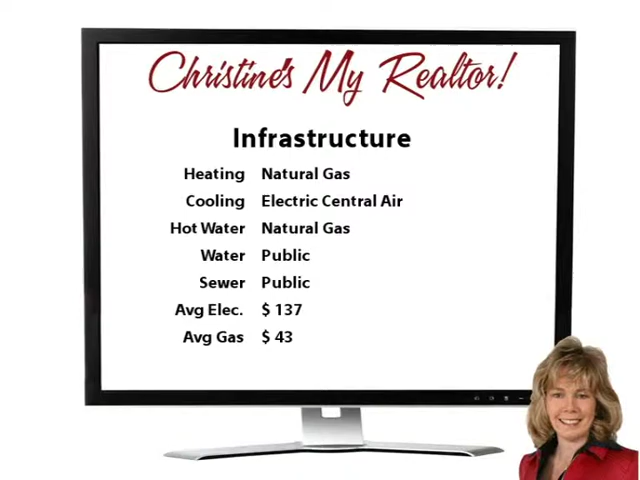 Christine's My Realtor!
Infrastructure
Heating Natural Gas
Cooling Electric Central Air
Hot Water Natural Gas
Water Public
Sewer Public
Avg Elec. $ 137
Avg Gas $ 43